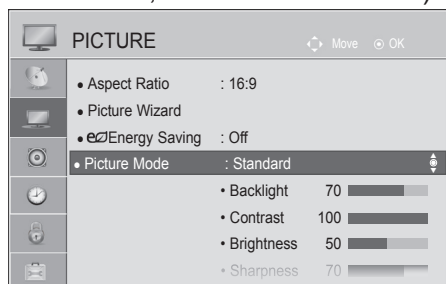 PICTURE Move OK
• Aspect Ratio : 16:9
• Picture Wizard
• Energy Saving : Off
• Picture Mode : Standard
• Backlight 70
• Contrast 100
• Brightness 50
• Sharpness 70